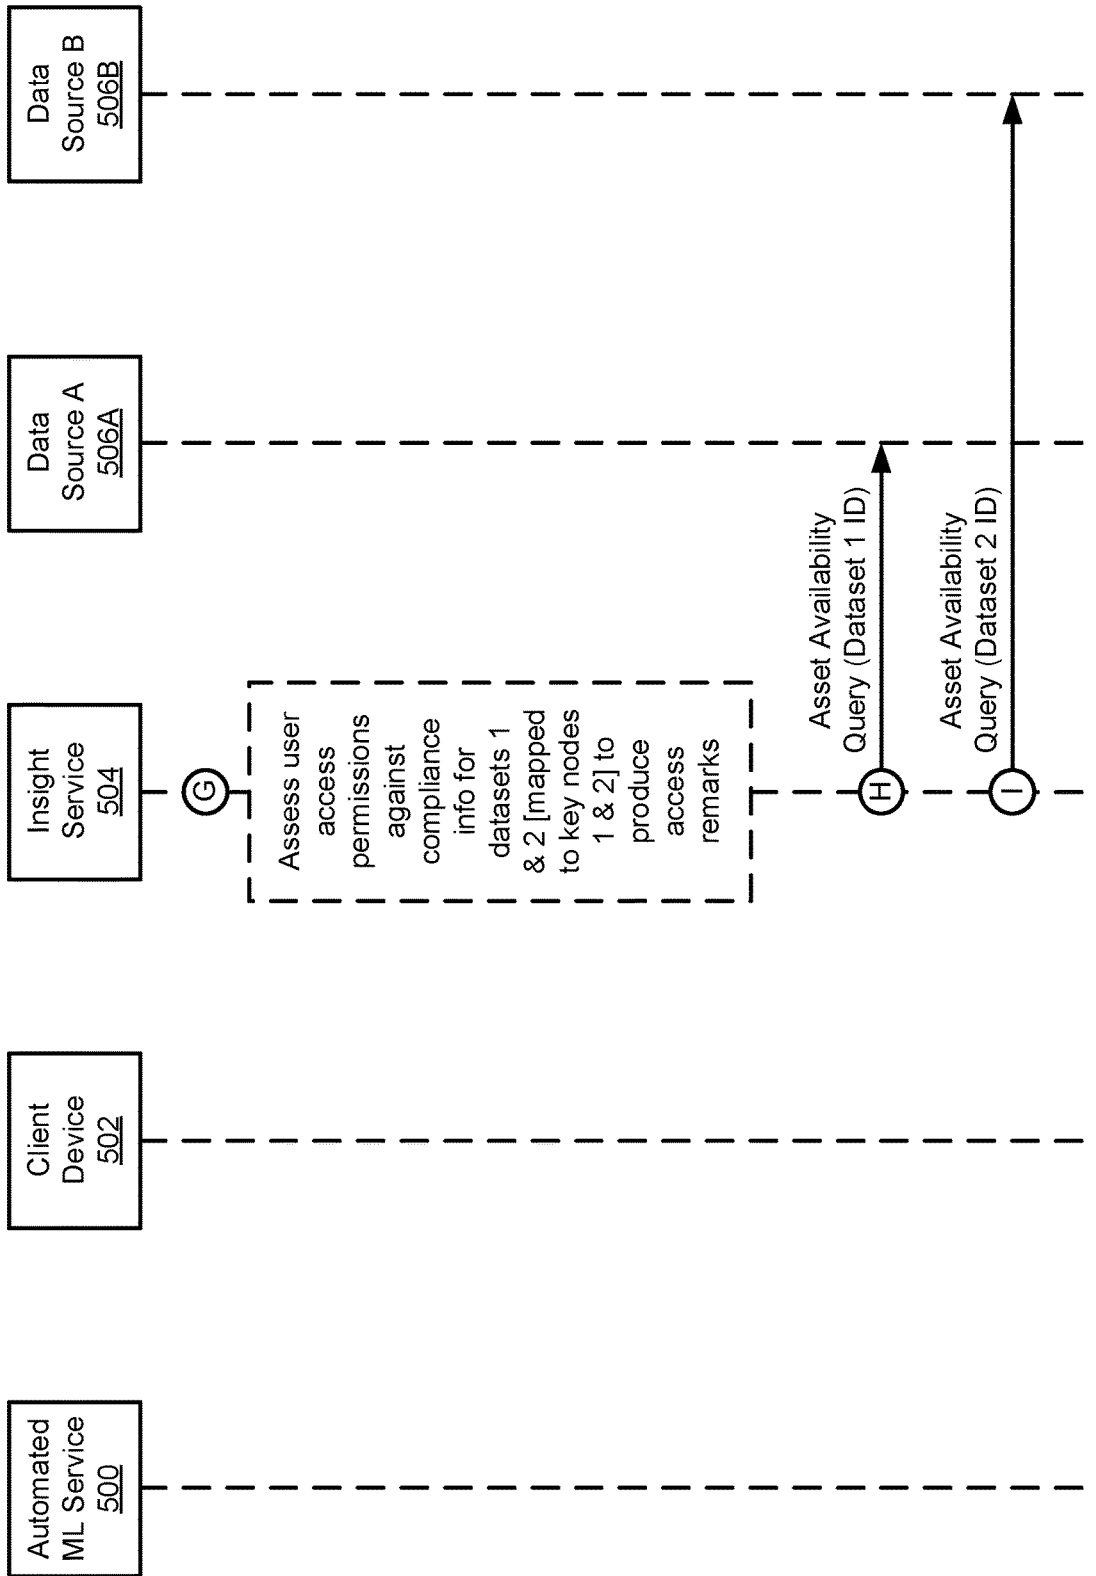 Automated
ML Service
500
Client
Device
502
Insight
Service
504
Data
Source A
506A
Data
Source B
506B
G
Assess user
access
permissions
against
compliance
info for
datasets 1
& 2 [mapped
to key nodes
1 & 2] to
produce
access
remarks
H
Asset Availability
Query (Dataset 1 ID)
I
Asset Availability
Query (Dataset 2 ID)